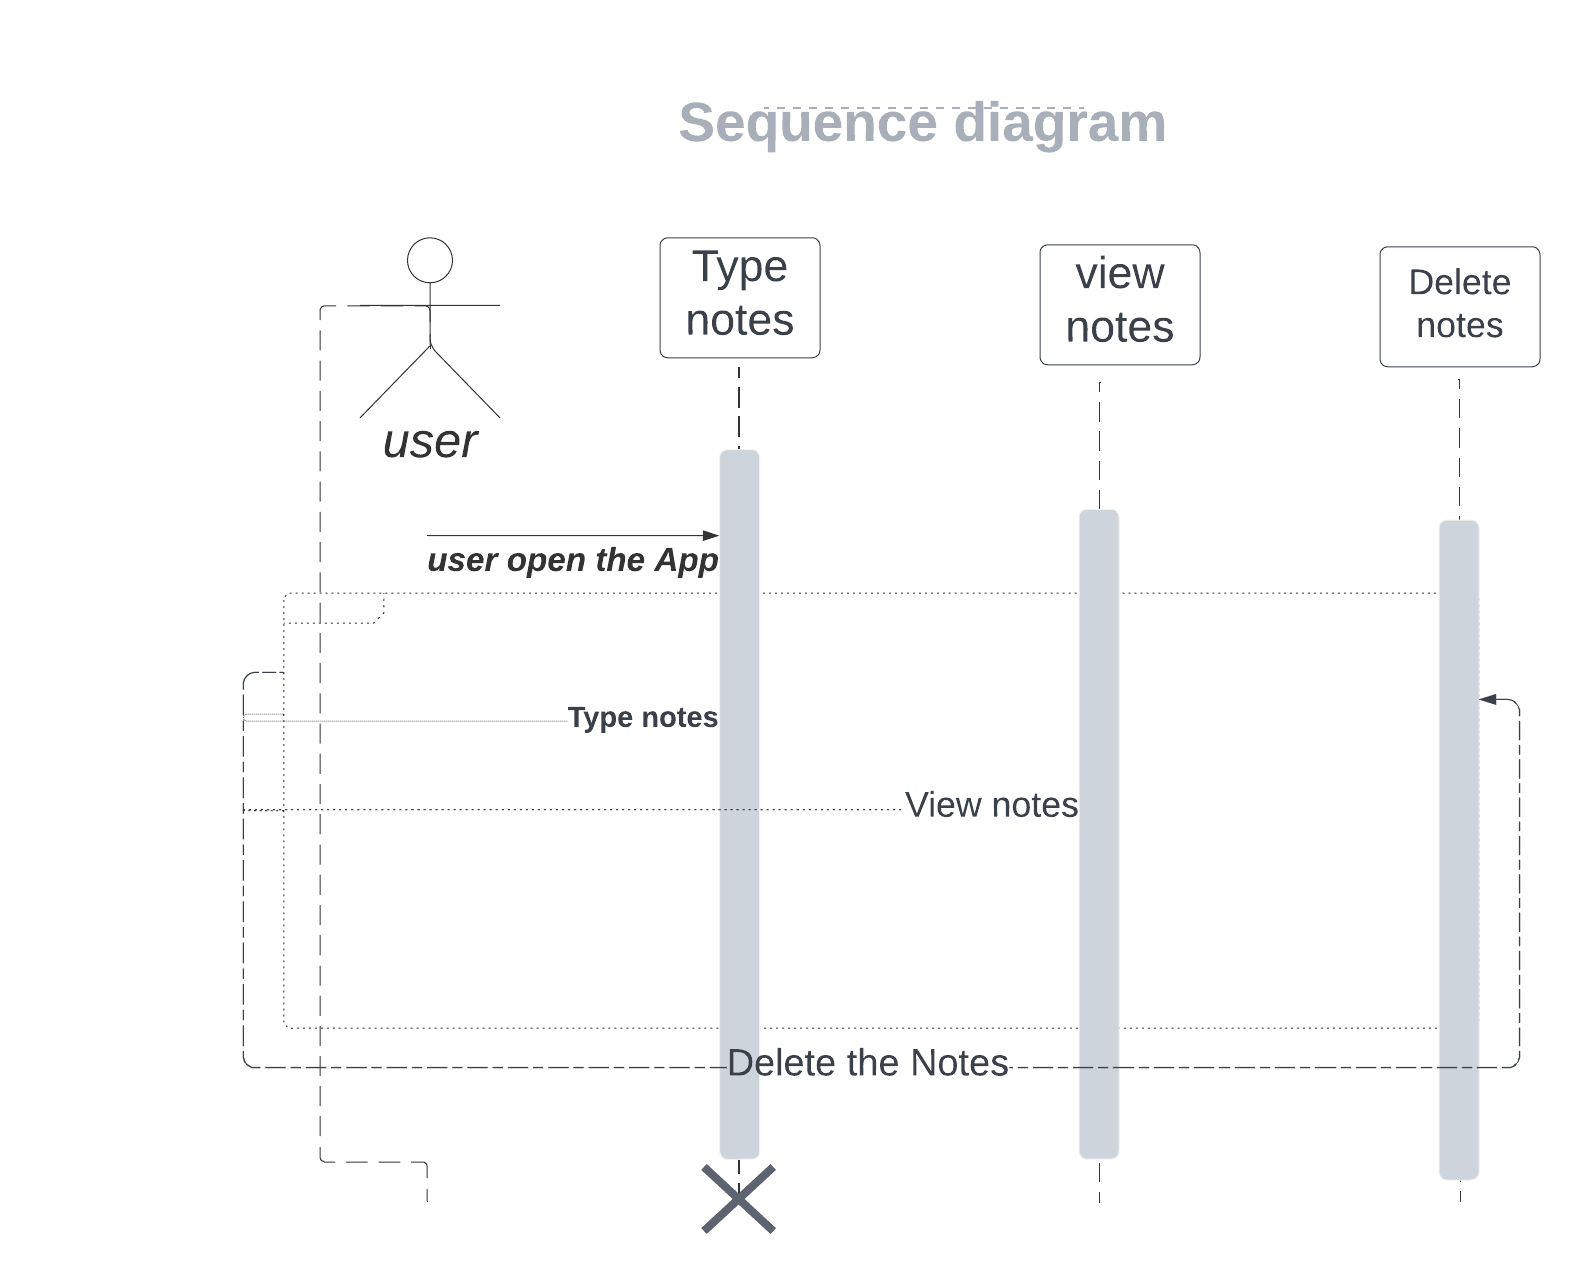 Sequence diagram
Type
notes
view
notes
Delete
notes
user
user open the App
Type notes
View notes
Delete the Notes